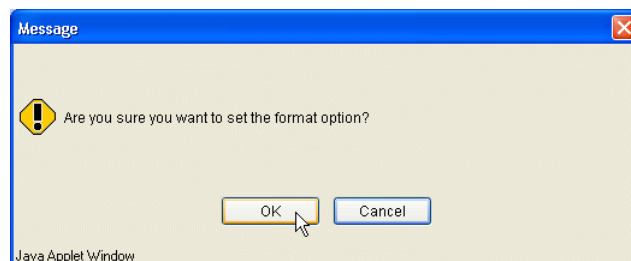 Message
Are you sure you want to set the format option?
OK Cancel
Java Applet Window